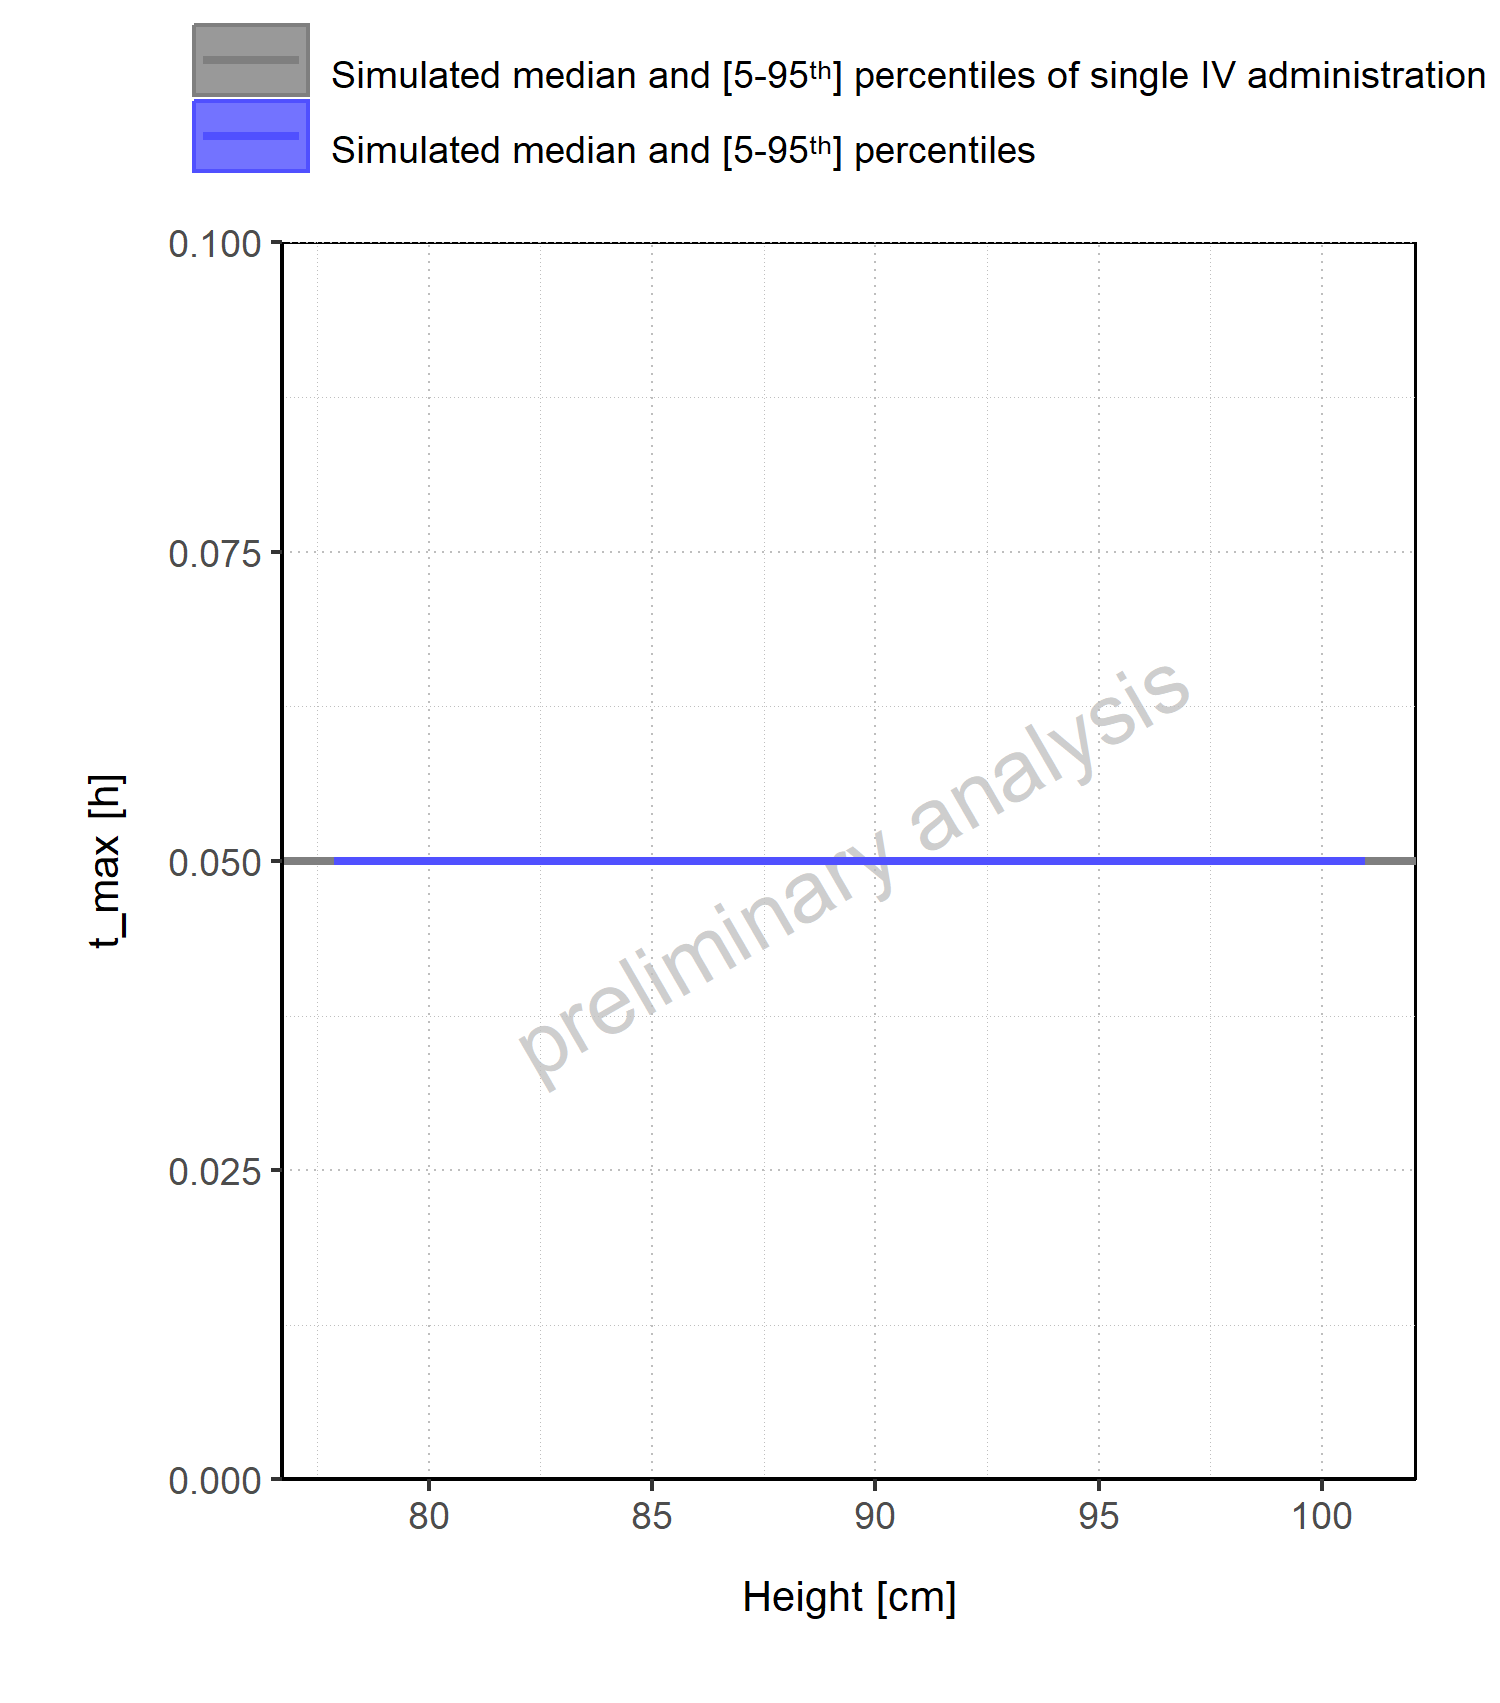 Simulated median and [5-95th] percentiles of single IV administration
Simulated median and [5-95th] percentiles
0.100
0.075
0.050
0.025
0.000
t_max [h]
preliminary analysis
80 85 90 95 100
Height [cm]